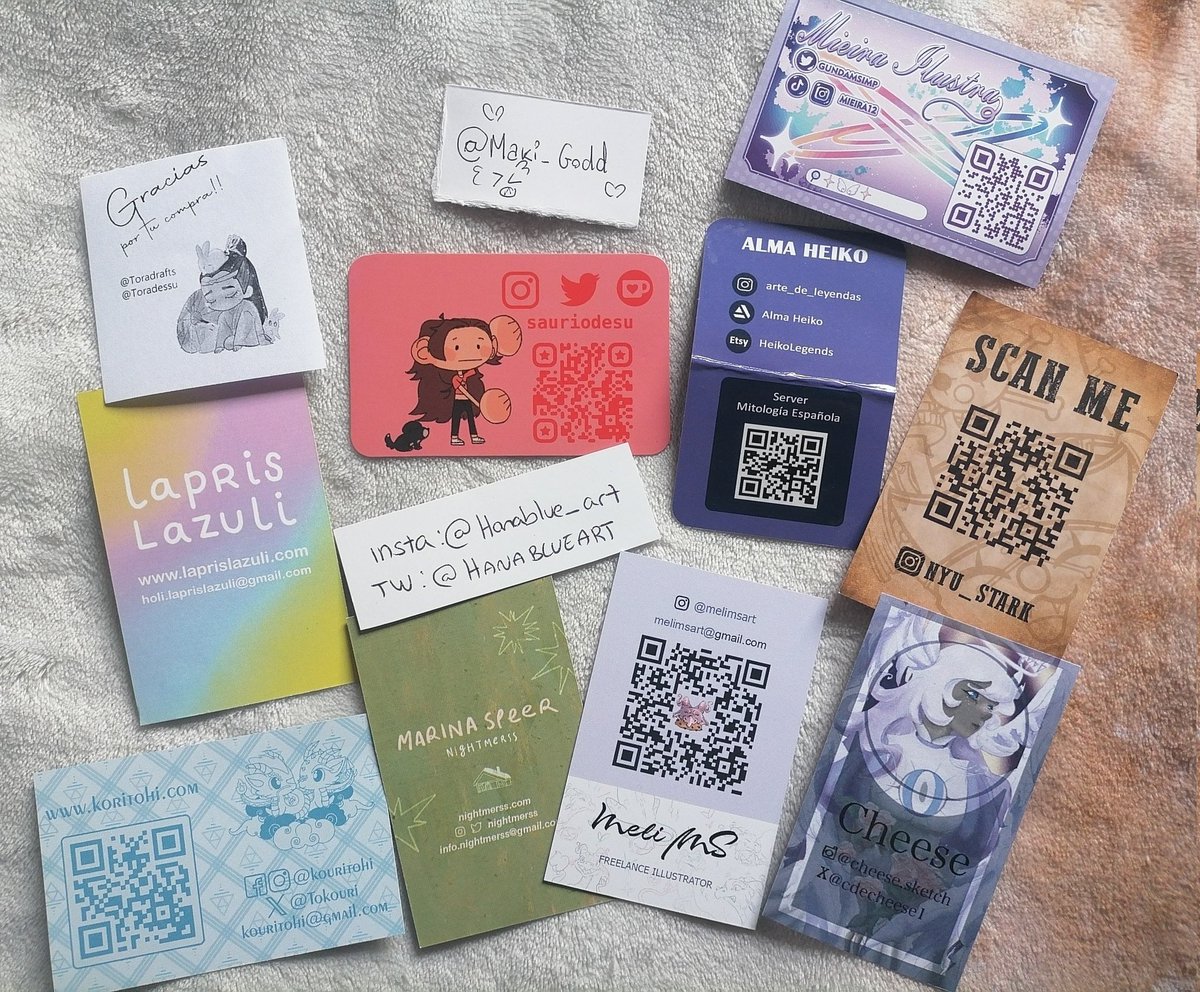 Mieira Ilustra
GUNDAMSIMP
MIEIRA12
@Maki_Godd
Gracias
por tu compra!!
@Toradrafts
@Toradessu
sauriodesu
ALMA HEIKO
arte_de_leyendas
Alma Heiko
Etsy HeikoLegends
Server
Mitología Española
SCAN ME
NYU_STARK
lapris
lazuli
www.laprislazuli.com
holi.laprislazuli@gmail.com
insta:@Hanablue_art
TW:@HANABLUEART
MARINA SPEER
NIGHTMERSS
nightmerss.com
nightmerss
info.nightmerss@gmail.co
@melimsart
melimsart@gmail.com
Meli MS
FREELANCE ILLUSTRATOR
Cheese
@cheese.sketch
X@cdecheese1
www.koritohi.com
@kouritohi
X@Tokouri
kouritohi@gmail.com